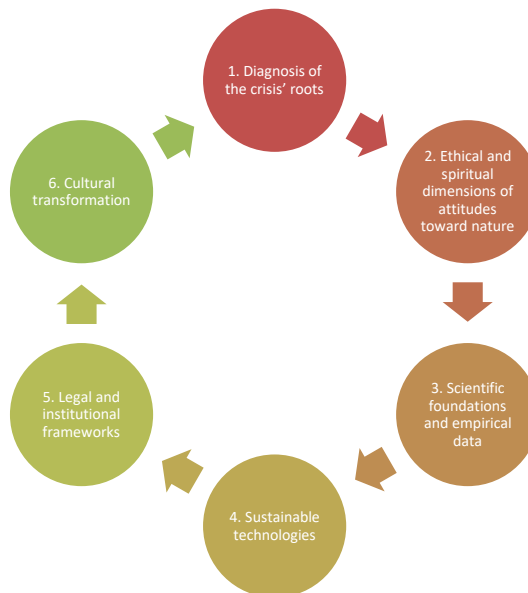 1. Diagnosis of
the crisis’ roots
2. Ethical and
spiritual
dimensions of
attitudes
toward nature
3. Scientific
foundations
and empirical
data
4. Sustainable
technologies
5. Legal and
institutional
frameworks
6. Cultural
transformation